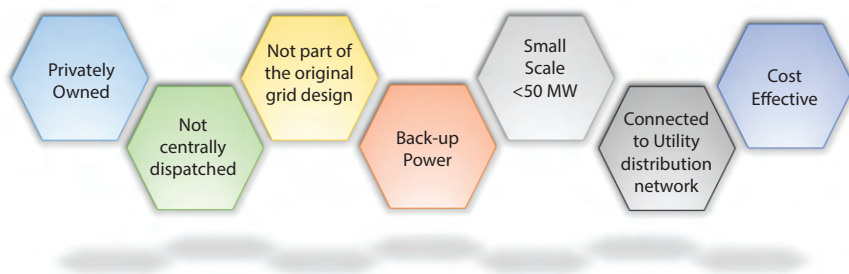 Privately
Owned
Not
centrally
dispatched
Not part of
the original
grid design
Back-up
Power
Small
Scale
<50 MW
Connected
to Utility
distribution
network
Cost
Effective